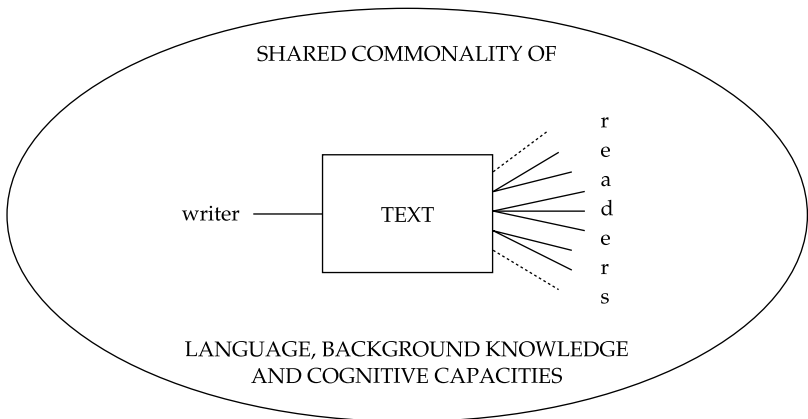 SHARED COMMONALITY OF
writer
TEXT
r
e
a
d
e
r
s
LANGUAGE, BACKGROUND KNOWLEDGE
AND COGNITIVE CAPACITIES